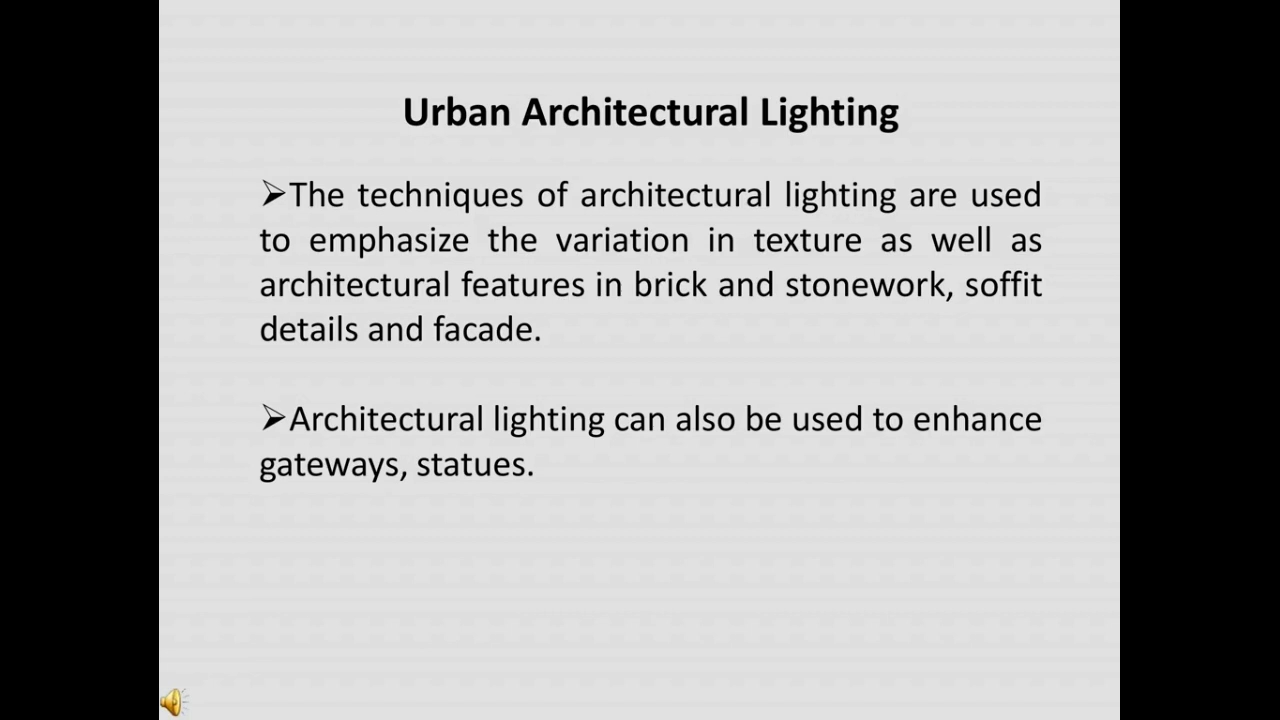 Urban Architectural Lighting
➢The techniques of architectural lighting are used
to emphasize the variation in texture as well as
architectural features in brick and stonework, soffit
details and facade.
➢Architectural lighting can also be used to enhance
gateways, statues.